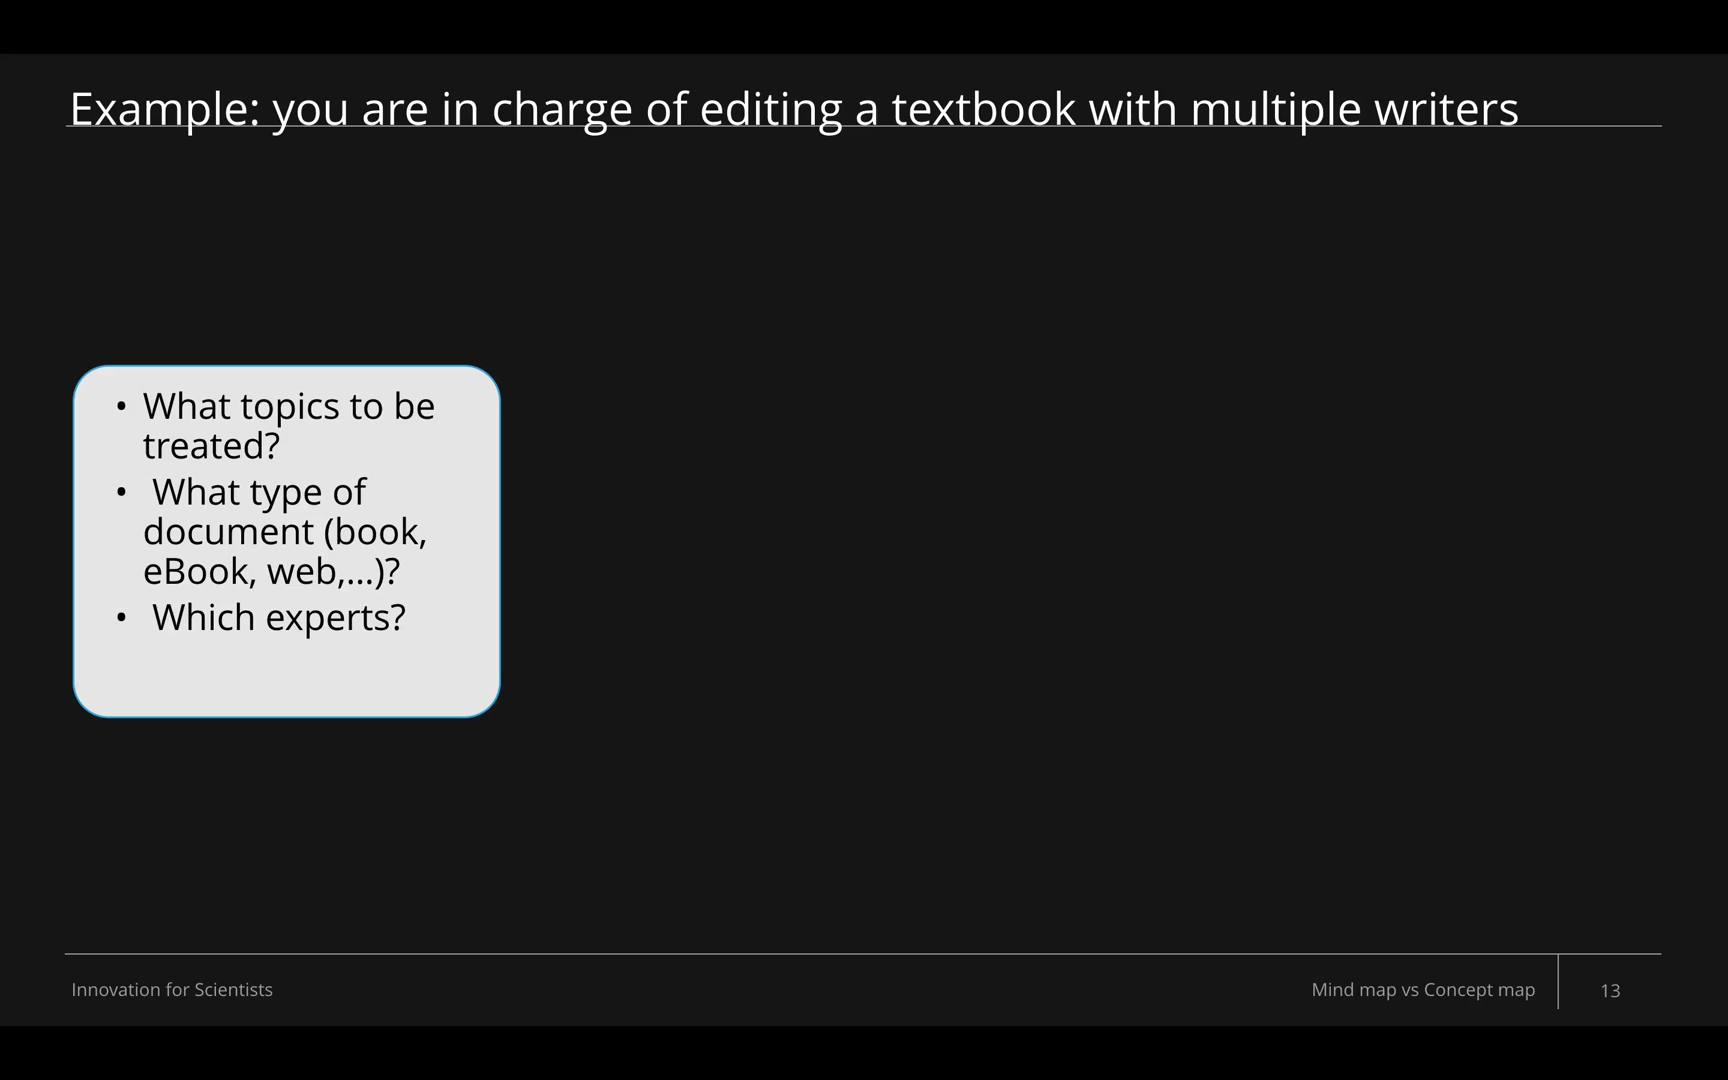 Example: you are in charge of editing a textbook with multiple writers
• What topics to be
treated?
• What type of
document (book,
eBook, web,...)?
• Which experts?
Innovation for Scientists
Mind map vs Concept map
13